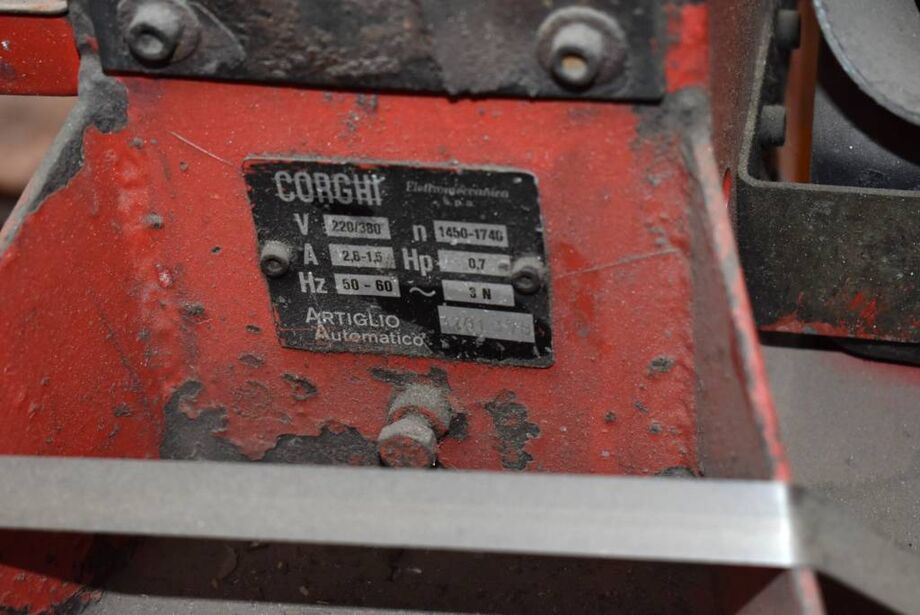 CORGHI Elettromeccanica s.p.a.
V 220/380 n 1450-1740
A 2,6-1,5 Hp 0,7
Hz 50 - 60 ~ 3 N
ARTIGLIO
Automatico